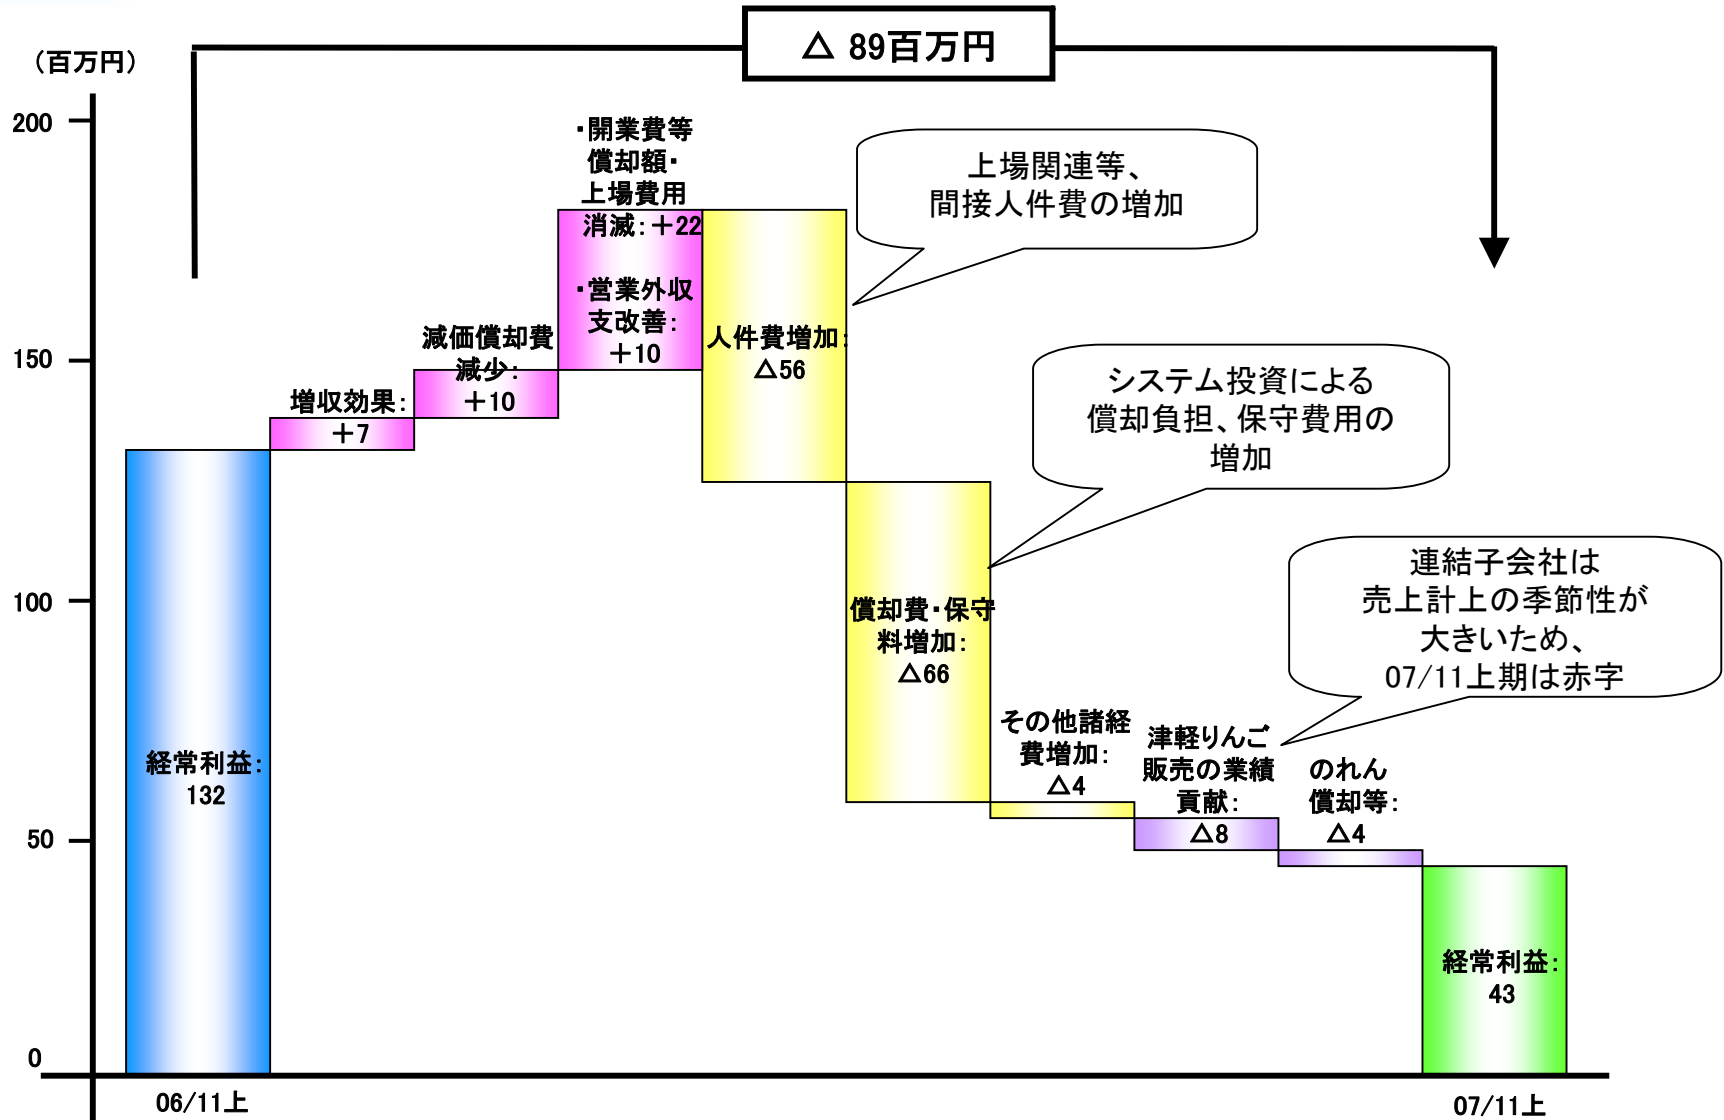 △ 89百万円
（百万円）
200
150
100
50
0
経常利益：
132
増収効果：
＋7
減価償却費
減少：
＋10
・開業費等
償却額・
上場費用
消滅：＋22
・営業外収
支改善：
＋10
人件費増加：
△56
償却費・保守
料増加：
△66
その他諸経
費増加：
△4
津軽りんご
販売の業績
貢献：
△8
のれん
償却等：
△4
経常利益：
43
上場関連等、
間接人件費の増加
システム投資による
償却負担、保守費用の
増加
連結子会社は
売上計上の季節性が
大きいため、
07/11上期は赤字
06/11上
07/11上